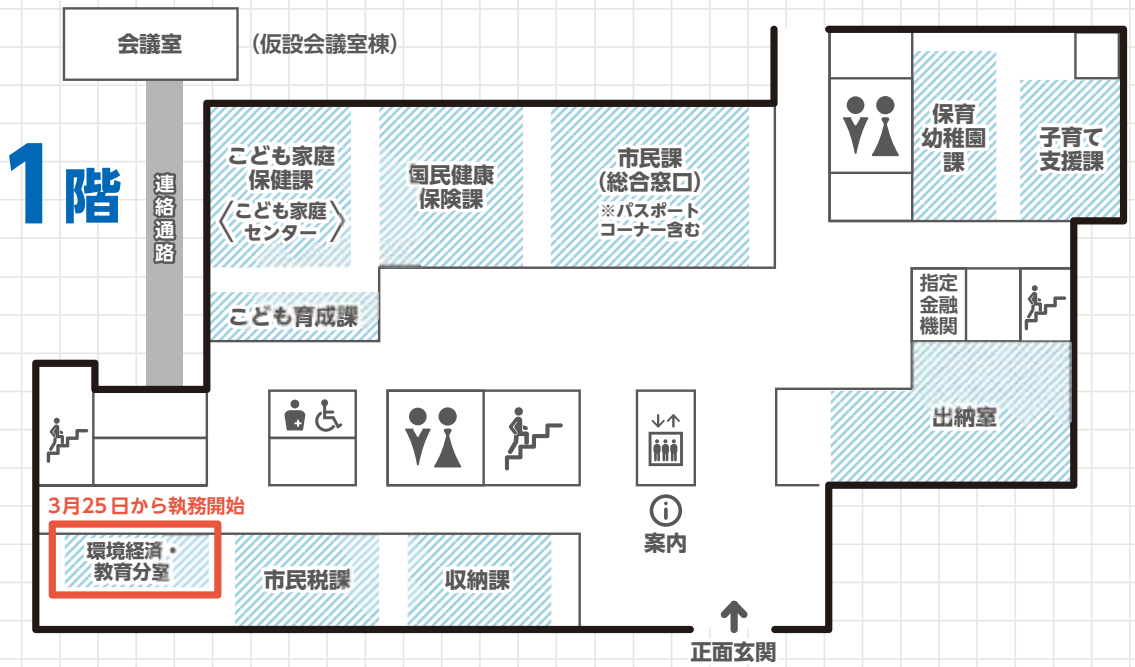 会議室
(仮設会議室棟)
1階
連絡通路
こども家庭
保健課
〈こども家庭
センター〉
国民健康
保険課
市民課
(総合窓口)
※パスポート
コーナー含む
保育
幼稚園
課
子育て
支援課
こども育成課
指定
金融
機関
出納室
案内
3月25日から執務開始
環境経済・
教育分室
市民税課
収納課
正面玄関